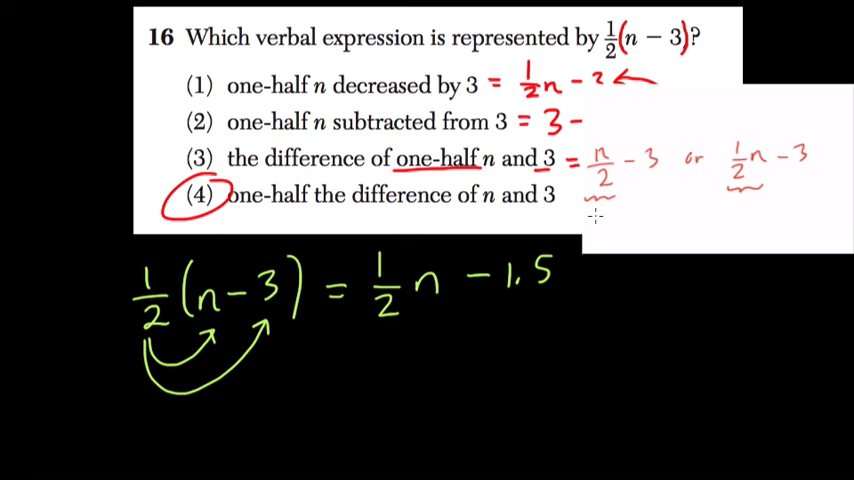 16 Which verbal expression is represented by 1/2(n − 3)?
(1) one-half n decreased by 3 = 1/2n −
(2) one-half n subtracted from 3 = 3 −
(3) the difference of one-half n and 3 = n/2 − 3 or 1/2n − 3
(4) one-half the difference of n and 3
1/2(n − 3) = 1/2n − 1.5